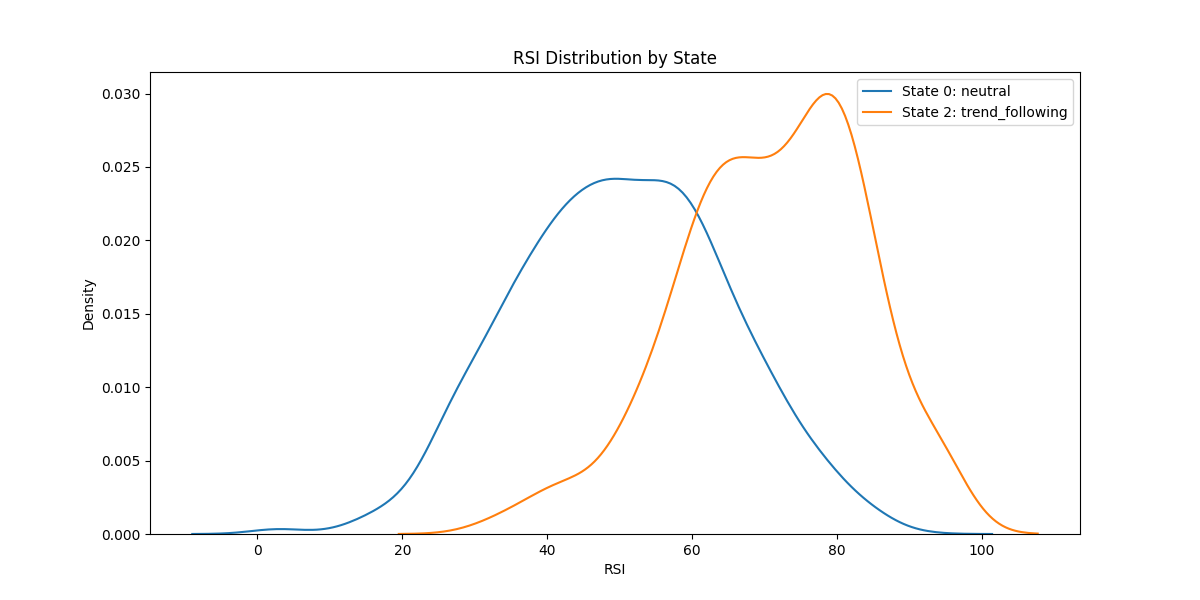 RSI Distribution by State
State 0: neutral
State 2: trend_following
0.030
0.025
0.020
0.015
0.010
0.005
0.000
Density
0 20 40 60 80 100
RSI